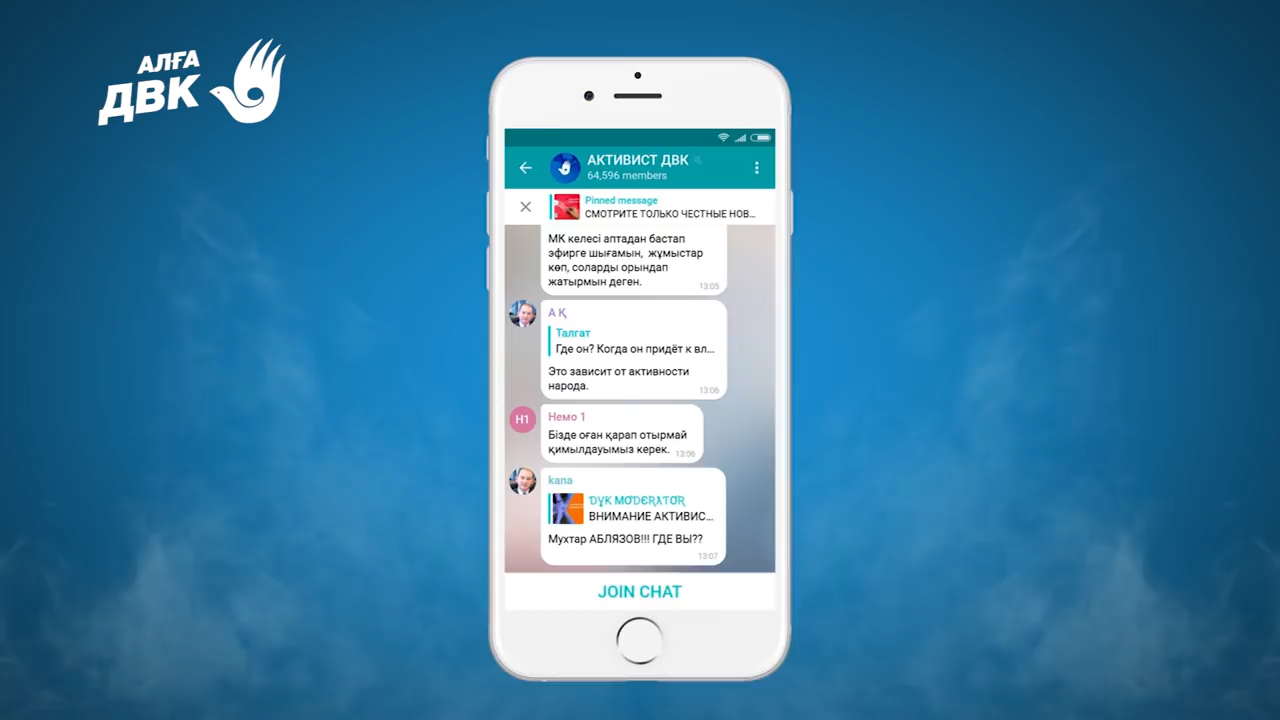 АЛҒА
ДВК
АКТИВИСТ ДВК
64,596 members
Pinned message
СМОТРИТЕ ТОЛЬКО ЧЕСТНЫЕ НОВ...
МК келесі аптадан бастап
эфирге шығамын, жұмыстар
көп, соларды орындап
жатырмын деген.
13:05
А Қ
Талгат
Где он? Когда он придёт к вл...
Это зависит от активности
народа.
13:06
Н1
Немо 1
Бізде оған қарап отырмай
қимылдауымыз керек.
13:06
kana
ƊƔK MƠƊЄƦƛƬƠƦ
ВНИМАНИЕ АКТИВИС...
Мухтар АБЛЯЗОВ!!! ГДЕ ВЫ??
13:07
JOIN CHAT